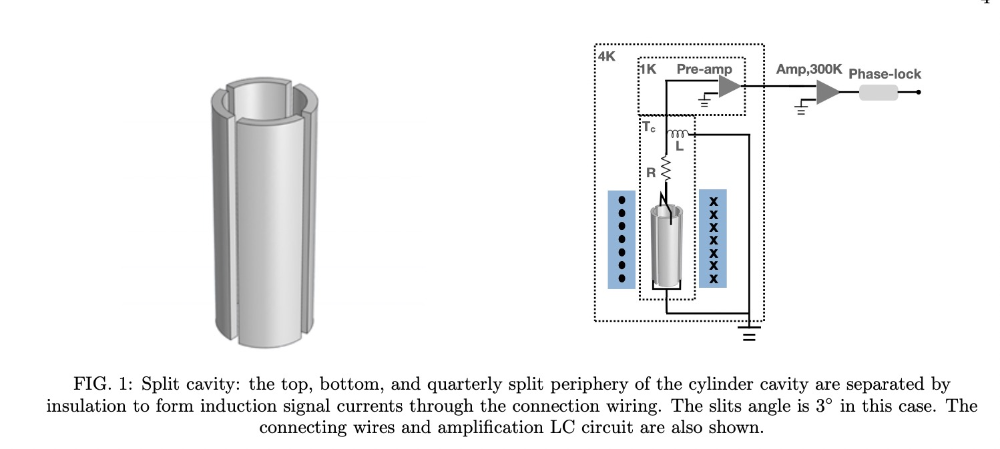 4K
1K
Pre-amp
Amp,300K
Phase-lock
Tc
L
R
x
x
x
x
x
x
x
FIG. 1: Split cavity: the top, bottom, and quarterly split periphery of the cylinder cavity are separated by
insulation to form induction signal currents through the connection wiring. The slits angle is 3° in this case. The
connecting wires and amplification LC circuit are also shown.